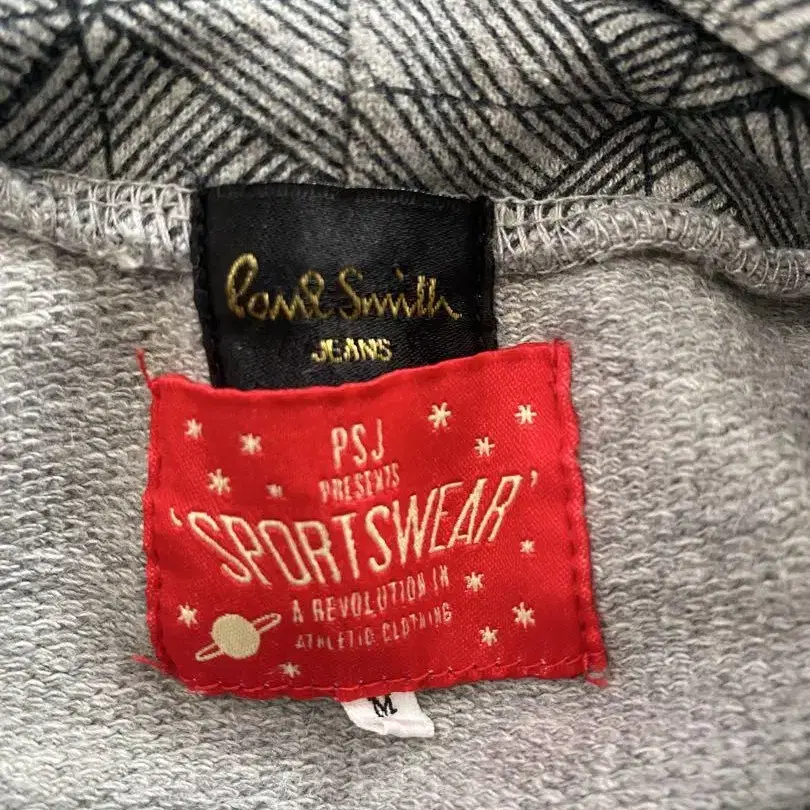 Paul Smith
JEANS
PSJ
PRESENTS
'SPORTSWEAR'
A REVOLUTION IN
ATHLETIC CLOTHING
M